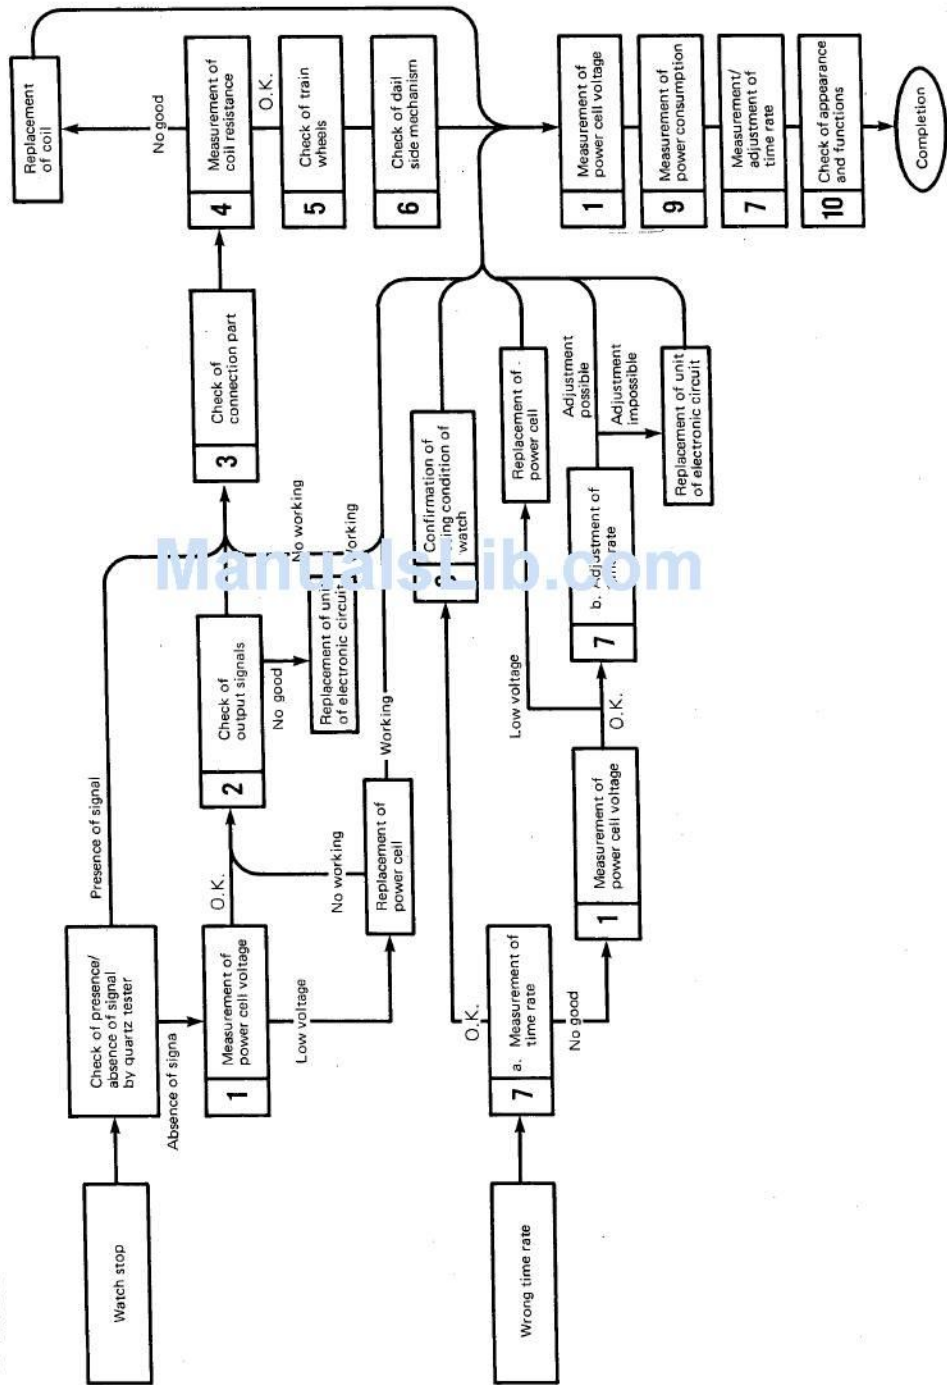 Watch stop
Check of presence/
absence of signal
by quartz tester
Presence of signal
Absence of signa
1
Measurement of
power cell voltage
O.K.
Low voltage
Replacement of
power cell
No working
Working
2
Check of
output signals
No good
Replacement of unit
of electronic circuit
No working
Working
3
Check of
connection part
4
Measurement of
coil resistance
No good
Replacement
of coil
O.K.
5
Check of train
wheels
6
Check of dail
side mechanism
Wrong time rate
7
a. Measurement of
time rate
O.K.
No good
Confirmation of
condition of
watch
1
Measurement of
power cell voltage
Low voltage
O.K.
Replacement of
power cell
7
b. Adjustment of
rate
Adjustment
possible
Adjustment
impossible
Replacement of unit
of electronic circuit
1
Measurement of
power cell voltage
9
Measurement of
power consumption
7
Measurement/
adjustment of
time rate
10
Check of appearance
and functions
Completion
ManualsLib.com